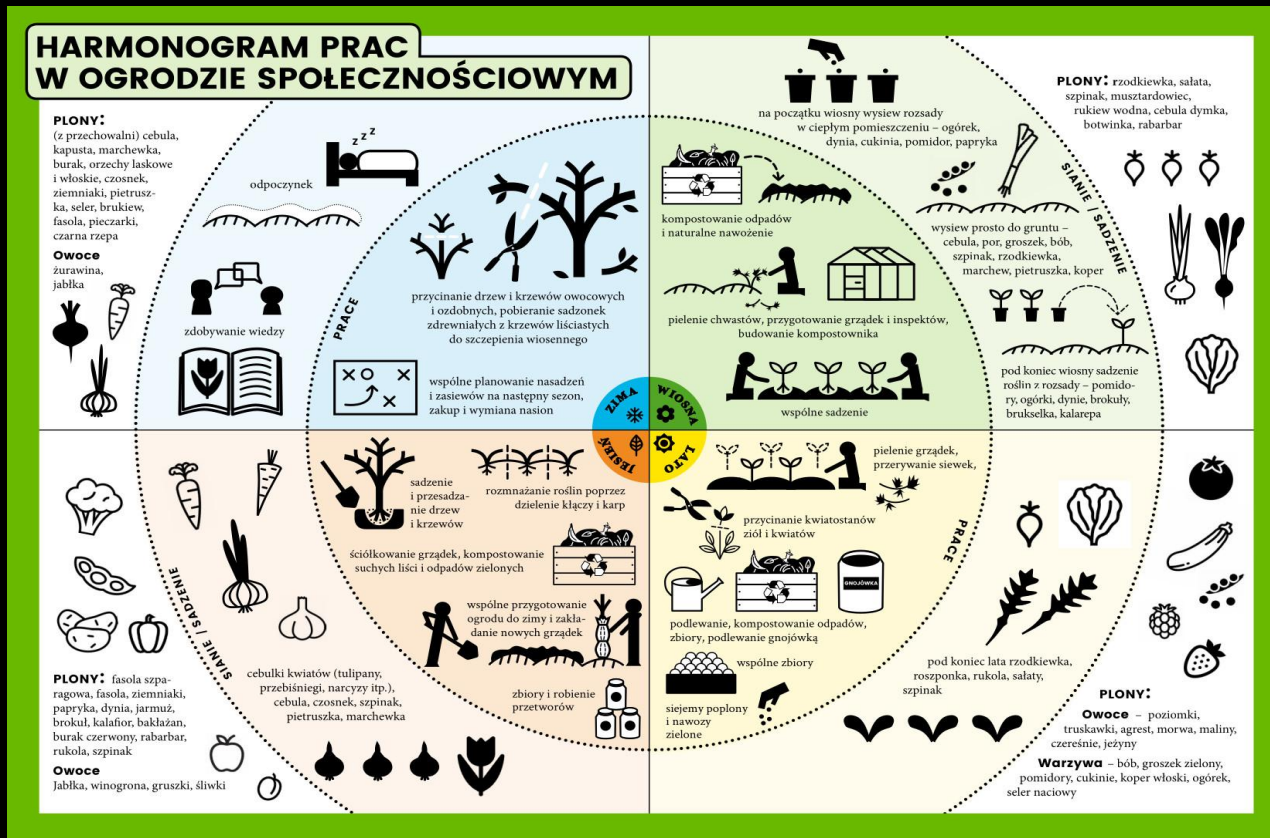 HARMONOGRAM PRAC
W OGRODZIE SPOŁECZNOŚCIOWYM
PLONY:
(z przechowalni) cebula,
kapusta, marchewka,
burak, orzechy laskowe
i włoskie, czosnek,
ziemniaki, pietrusz-
ka, seler, brukiew,
fasola, pieczarki,
czarna rzepa
Owoce
żurawina,
jabłka
z z z
odpoczynek
zdobywanie wiedzy
PRACE
przycinanie drzew i krzewów owocowych
i ozdobnych, pobieranie sadzonek
zdrewniałych z krzewów liściastych
do szczepienia wiosennego
wspólne planowanie nasadzeń
i zasiewów na następny sezon,
zakup i wymiana nasion
ZIMA
WIOSNA
JESIEŃ
LATO
na początku wiosny wysiew rozsady
w ciepłym pomieszczeniu – ogórek,
dynia, cukinia, pomidor, papryka
kompostowanie odpadów
i naturalne nawożenie
pielenie chwastów, przygotowanie grządek i inspektów,
budowanie kompostownika
wspólne sadzenie
SIANIE / SADZENIE
wysiew prosto do gruntu –
cebula, por, groszek, bób,
szpinak, rzodkiewka,
marchew, pietruszka, koper
pod koniec wiosny sadzenie
roślin z rozsady – pomido-
ry, ogórki, dynie, brokuły,
brukselka, kalarepa
PLONY: rzodkiewka, sałata,
szpinak, musztardowiec,
rukiew wodna, cebula dymka,
botwinka, rabarbar
sadzenie
i przesadza-
nie drzew
i krzewów
rozmnażanie roślin poprzez
dzielenie kłączy i karp
ściółkowanie grządek, kompostowanie
suchych liści i odpadów zielonych
wspólne przygotowanie
ogrodu do zimy i zakła-
danie nowych grządek
zbiory i robienie
przetworów
SIANIE / SADZENIE
cebulki kwiatów (tulipany,
przebiśniegi, narcyzy itp.),
cebula, czosnek, szpinak,
pietruszka, marchewka
PLONY: fasola szpa-
ragowa, fasola, ziemniaki,
papryka, dynia, jarmuż,
brokuł, kalafior, bakłażan,
burak czerwony, rabarbar,
rukola, szpinak
Owoce
Jabłka, winogrona, gruszki, śliwki
pielenie grządek,
przerywanie siewek,
przycinanie kwiatostanów
ziół i kwiatów
GNOJÓWKA
podlewanie, kompostowanie odpadów,
zbiory, podlewanie gnojówką
wspólne zbiory
siejemy poplony
i nawozy
zielone
PRACE
pod koniec lata rzodkiewka,
roszponka, rukola, sałaty,
szpinak
PLONY:
Owoce – poziomki,
truskawki, agrest, morwa, maliny,
czereśnie, jeżyny
Warzywa – bób, groszek zielony,
pomidory, cukinie, koper włoski, ogórek,
seler naciowy